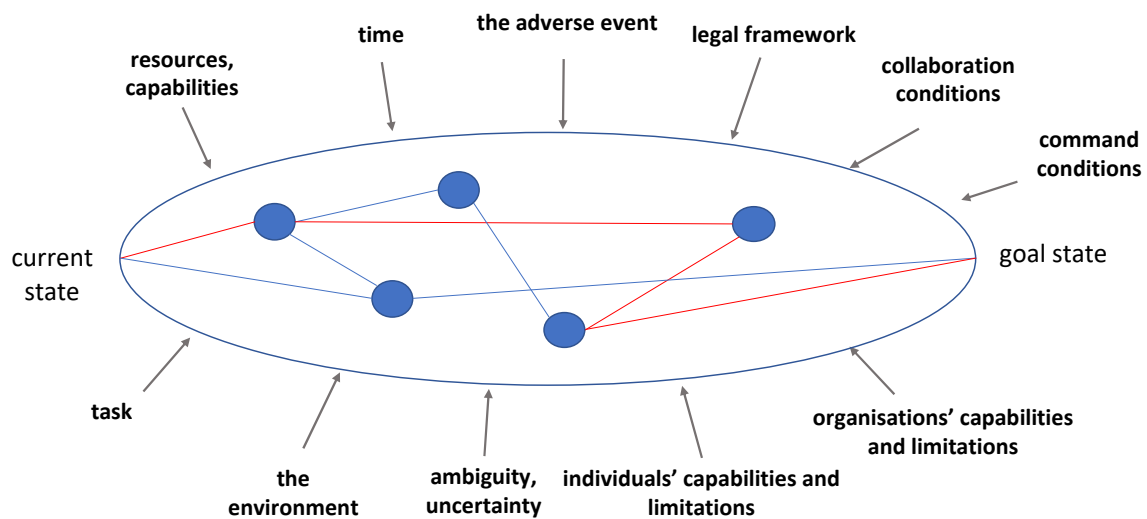 the adverse event
time
legal framework
resources,
capabilities
collaboration
conditions
command
conditions
current
state
goal state
task
organisations’ capabilities
and limitations
the
environment
ambiguity,
uncertainty
individuals’ capabilities and
limitations